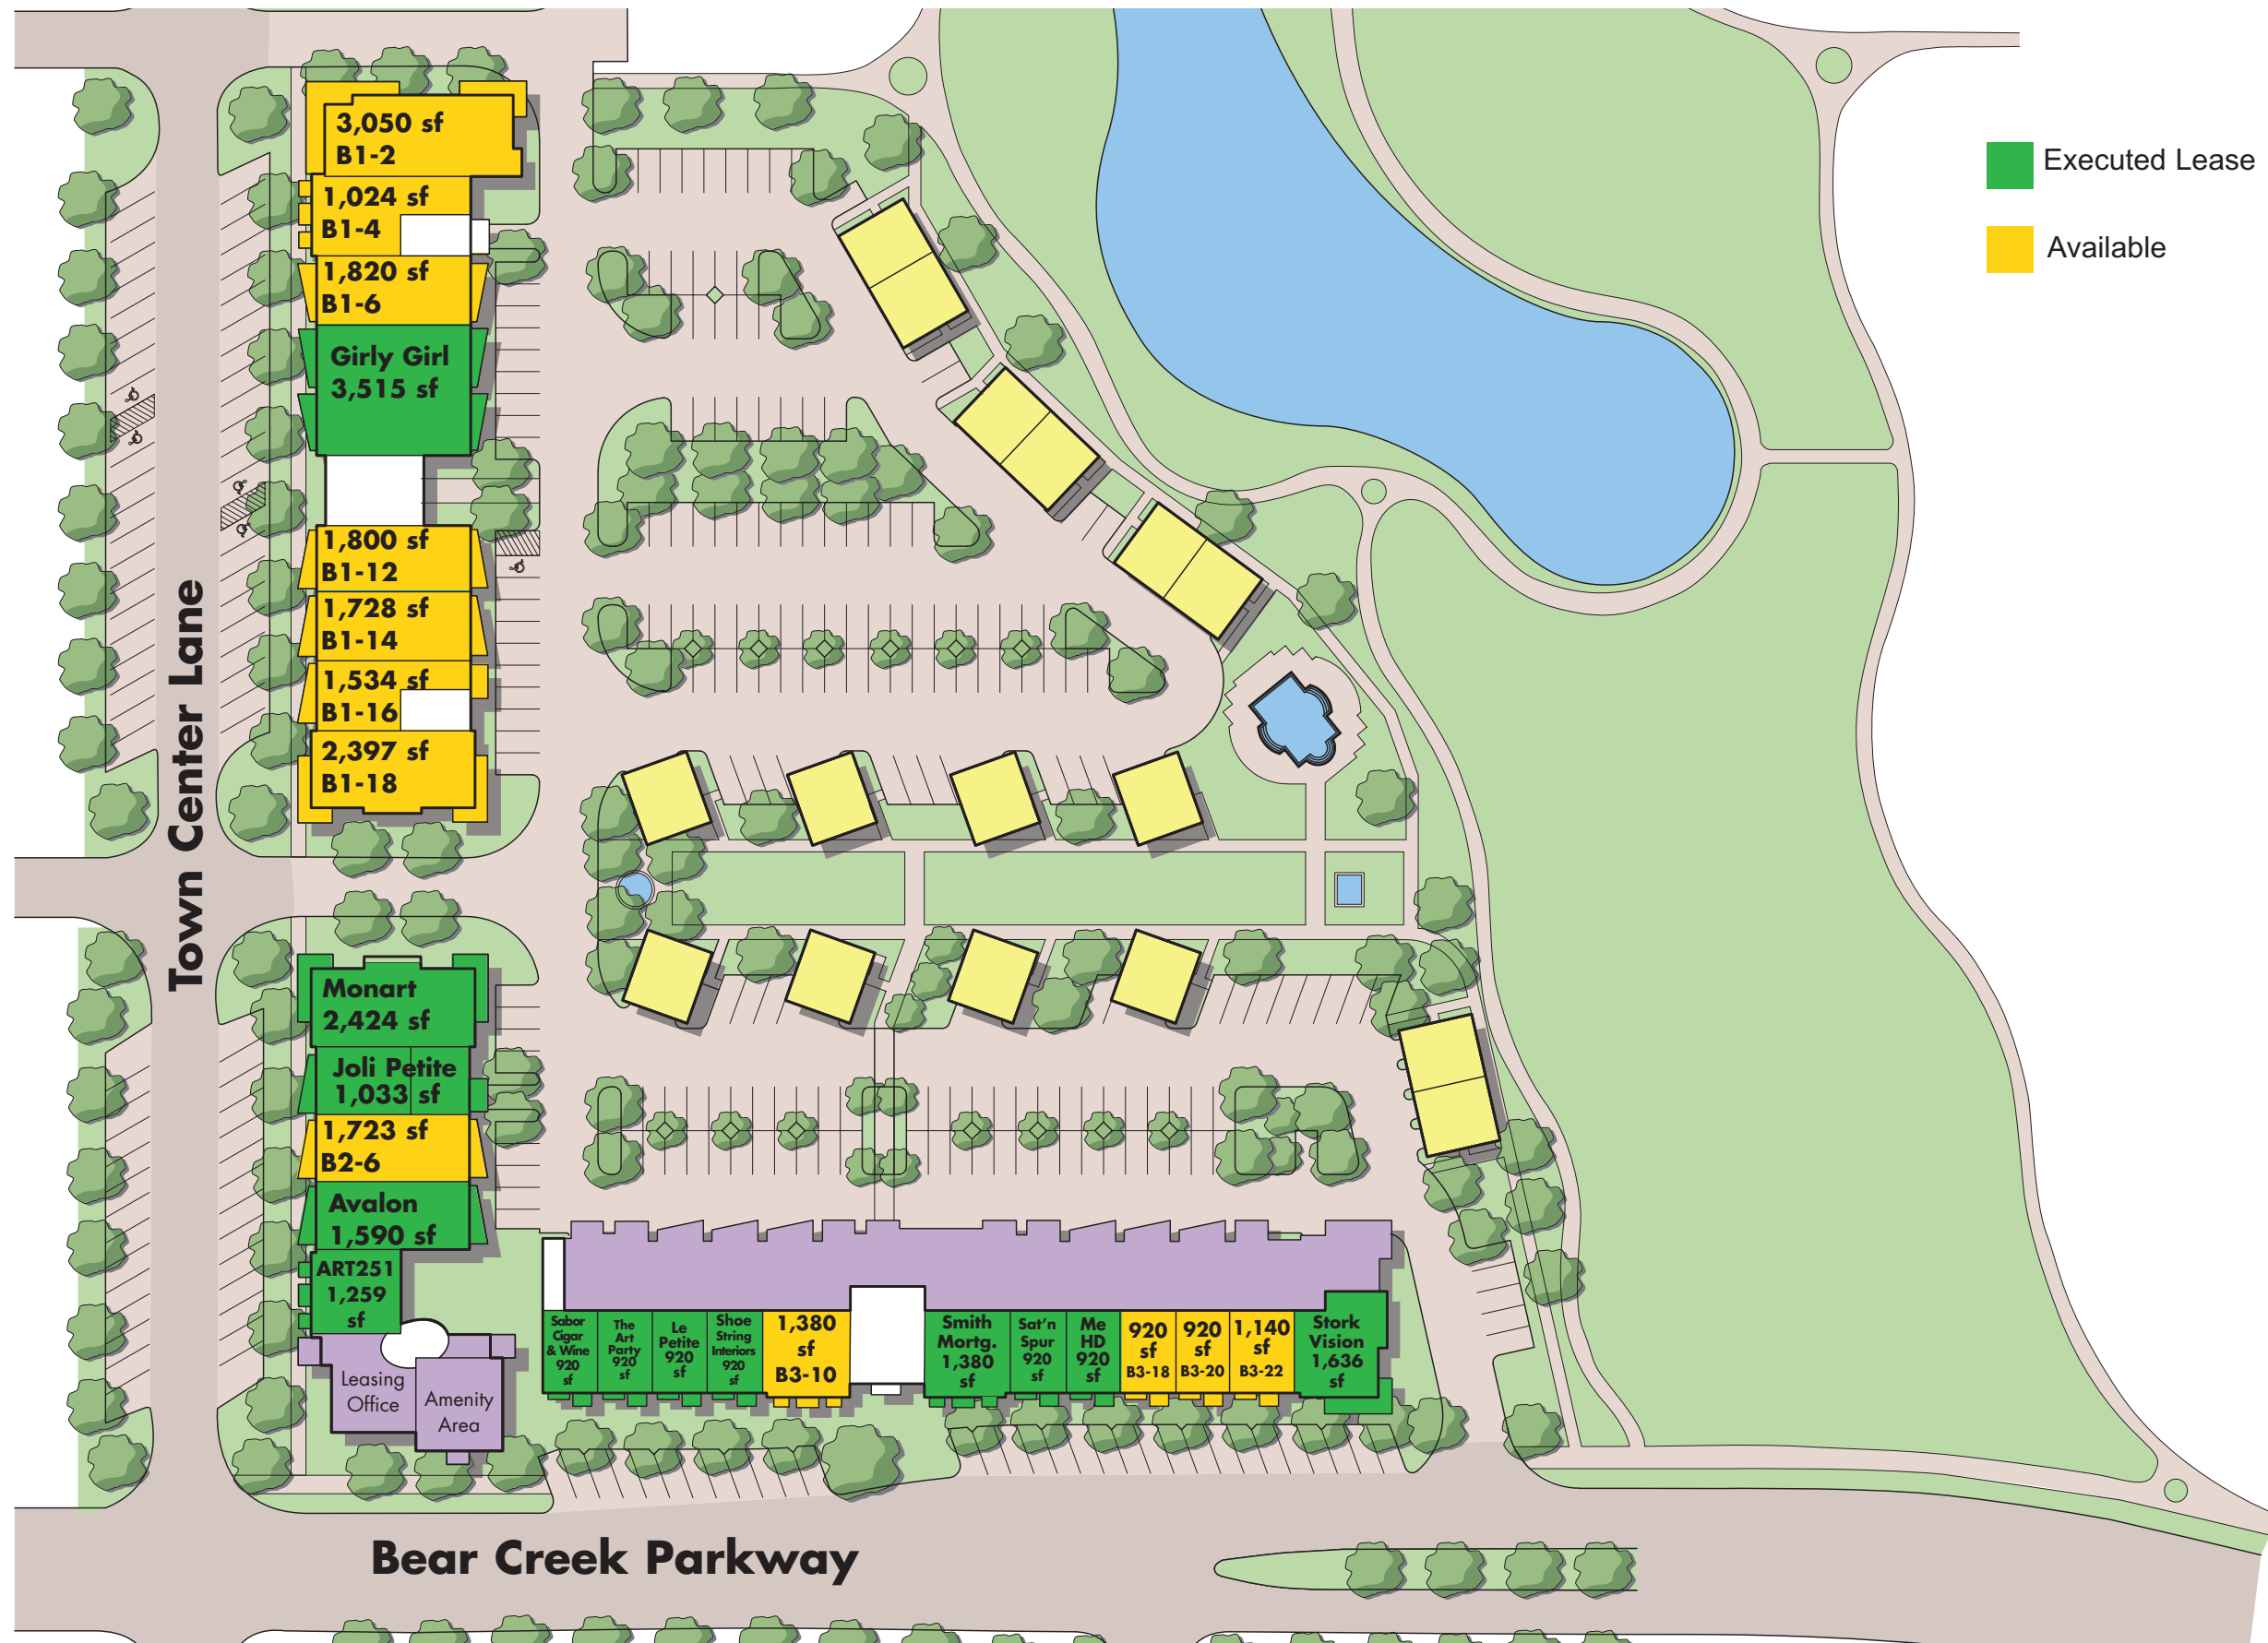 3,050 sf
B1-2
1,024 sf
B1-4
1,820 sf
B1-6
Girly Girl
3,515 sf
1,800 sf
B1-12
1,728 sf
B1-14
1,534 sf
B1-16
2,397 sf
B1-18
Executed Lease
Available
Town Center Lane
Monart
2,424 sf
Joli Petite
1,033 sf
1,723 sf
B2-6
Avalon
1,590 sf
ART251
1,259
sf
Leasing
Office
Amenity
Area
Sabor
Cigar
& Wine
920
sf
The
Art
Party
920
sf
Le
Petite
920
sf
Shoe
String
Interiors
920
sf
1,380
sf
B3-10
Smith
Mortg.
1,380
sf
Sat'n
Spur
920
sf
Me
HD
920
sf
920
sf
B3-18
920
sf
B3-20
1,140
sf
B3-22
Stork
Vision
1,636
sf
Bear Creek Parkway